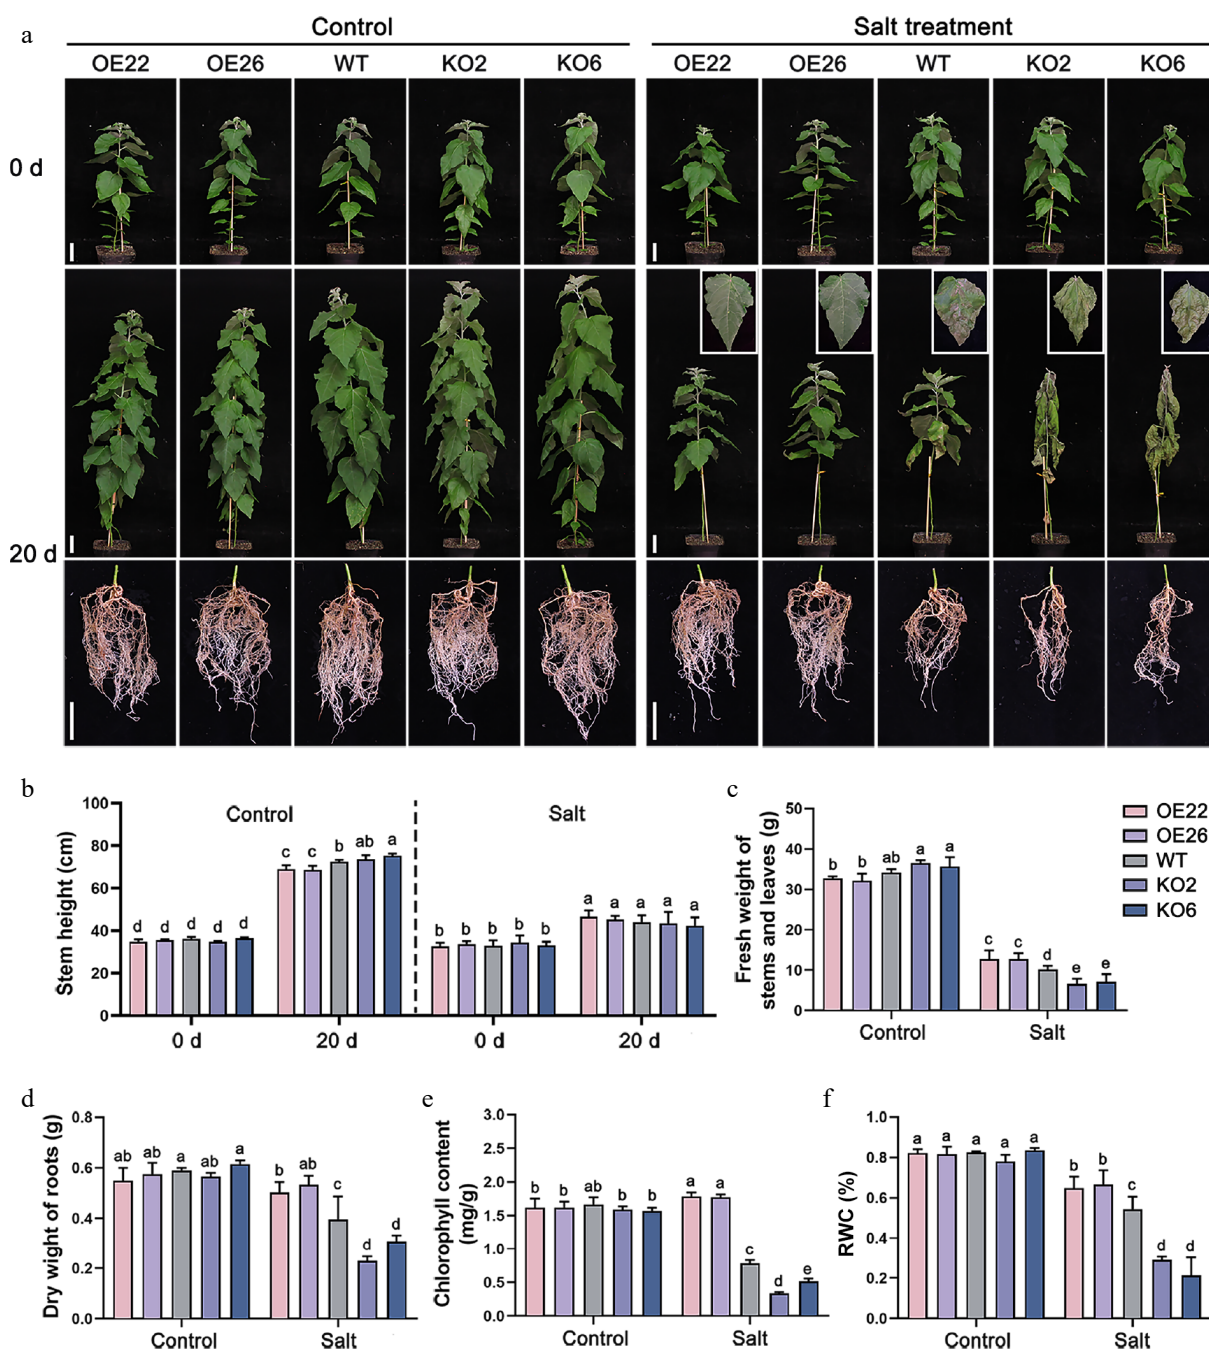 a
Control
Salt treatment
OE22 OE26 WT KO2 KO6 OE22 OE26 WT KO2 KO6
0 d
20 d
b
Stem height (cm)
100
80
60
40
20
0
Control
Salt
d d d d d
c c b ab a
b b b b b
a a a a a
0 d 20 d 0 d 20 d
c
Fresh weight of
stems and leaves (g)
50
40
30
20
10
0
b b ab a a
c c d e e
Control Salt
OE22
OE26
WT
KO2
KO6
d
Dry wight of roots (g)
0.8
0.6
0.4
0.2
0.0
ab ab a ab a
b ab c d d
Control Salt
e
Chlorophyll content
(mg/g)
3.0
2.5
2.0
1.5
1.0
0.5
0.0
b b ab b b
a a c d e
Control Salt
f
RWC (%)
1.0
0.8
0.6
0.4
0.2
0.0
a a a a a
b b c d d
Control Salt